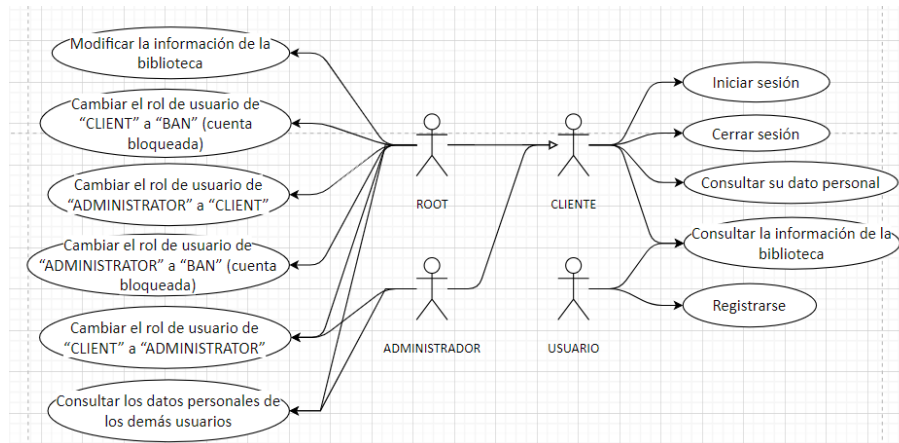 Modificar la información de la
biblioteca
Cambiar el rol de usuario de
“CLIENT” a “BAN” (cuenta
bloqueada)
Cambiar el rol de usuario de
“ADMINISTRATOR” a “CLIENT”
Cambiar el rol de usuario de
“ADMINISTRATOR” a “BAN” (cuenta
bloqueada)
Cambiar el rol de usuario de
“CLIENT” a “ADMINISTRATOR”
Consultar los datos personales de
los demás usuarios
ROOT
CLIENTE
ADMINISTRADOR
USUARIO
Iniciar sesión
Cerrar sesión
Consultar su dato personal
Consultar la información de la
biblioteca
Registrarse